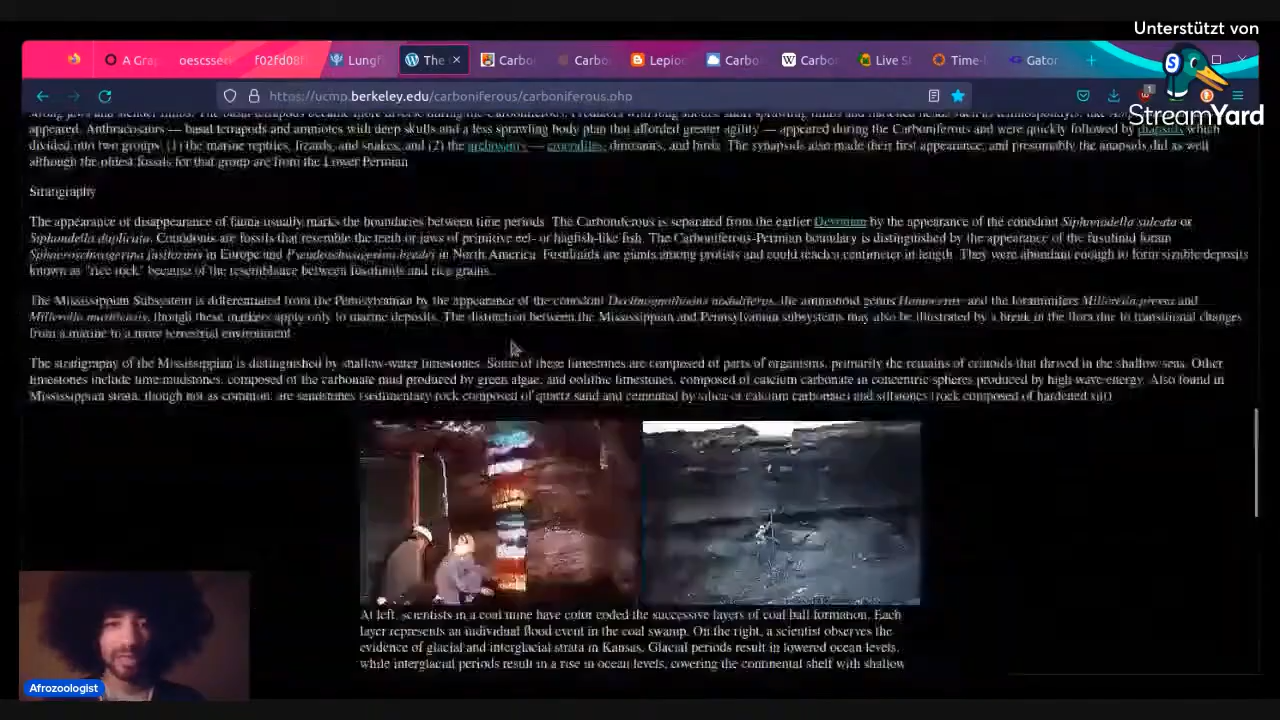 Unterstützt von
StreamYard
A Gra
oescssed
f02fd08f
Lungf
The
Carbo
Carbo
Lepio
Carbo
Carbo
Live S
Time-l
Gator
https://ucmp.berkeley.edu/carboniferous/carboniferous.php
appeared. Anthracosaurs — basal tetrapods and amniotes with deep skulls and a less sprawling body plan that afforded greater agility — appeared during the Carboniferous and were quickly followed by diapsids which
divided into two groups: (1) the marine reptiles, lizards, and snakes, and (2) the archosaurs — crocodiles, dinosaurs, and birds. The synapsids also made their first appearance, and presumably the anapsids did as well
although the oldest fossils for that group are from the Lower Permian.
Stratigraphy
The appearance or disappearance of fauna usually marks the boundaries between time periods. The Carboniferous is separated from the earlier Devonian by the appearance of the conodont Siphonodella sulcata or
Siphondella duplicata. Conodonts are fossils that resemble the teeth or jaws of primitive eel- or hagfish-like fish. The Carboniferous-Permian boundary is distinguished by the appearance of the fusulinid foram
in Europe and in North America. Fusulinids are giants among protists and could reach a centimeter in length. They were abundant enough to form sizable deposits
known as "rice rock" because of the resemblance between fusulinids and rice grains.
The Mississippian Subsystem is differentiated from the Pennsylvanian by the appearance of the conodont the ammonoid genus and the foraminifers and
though these markers apply only to marine deposits. The distinction between the Mississippian and Pennsylvanian subsystems may also be illustrated by a break in the flora due to transitional changes
from a marine to a more terrestrial environment.
The stratigraphy of the Mississippian is distinguished by shallow-water limestones. Some of these limestones are composed of parts of organisms, primarily the remains of crinoids that thrived in the shallow seas. Other
limestones include lime mudstones, composed of the carbonate mud produced by green algae, and oolithic limestones, composed of calcium carbonate in concentric spheres produced by high wave energy. Also found in
Mississippian strata, though not as common, are sandstones (sedimentary rock composed of quartz sand and cemented by silica or calcium carbonate) and siltstones (rock composed of hardened silt).
At left, scientists in a coal mine have color coded the successive layers of coal ball formation. Each
layer represents an individual flood event in the coal swamp. On the right, a scientist observes the
evidence of glacial and interglacial strata in Kansas. Glacial periods result in lowered ocean levels,
while interglacial periods result in a rise in ocean levels, covering the continental shelf with shallow
Afrozoologist